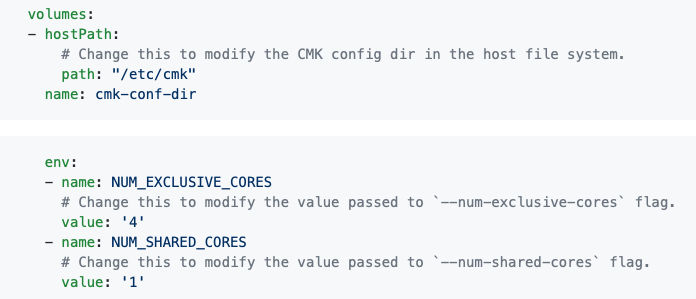 volumes:
- hostPath:
    # Change this to modify the CMK config dir in the host file system.
    path: "/etc/cmk"
  name: cmk-conf-dir
  env:
  - name: NUM_EXCLUSIVE_CORES
    # Change this to modify the value passed to `--num-exclusive-cores` flag.
    value: '4'
  - name: NUM_SHARED_CORES
    # Change this to modify the value passed to `--num-shared-cores` flag.
    value: '1'